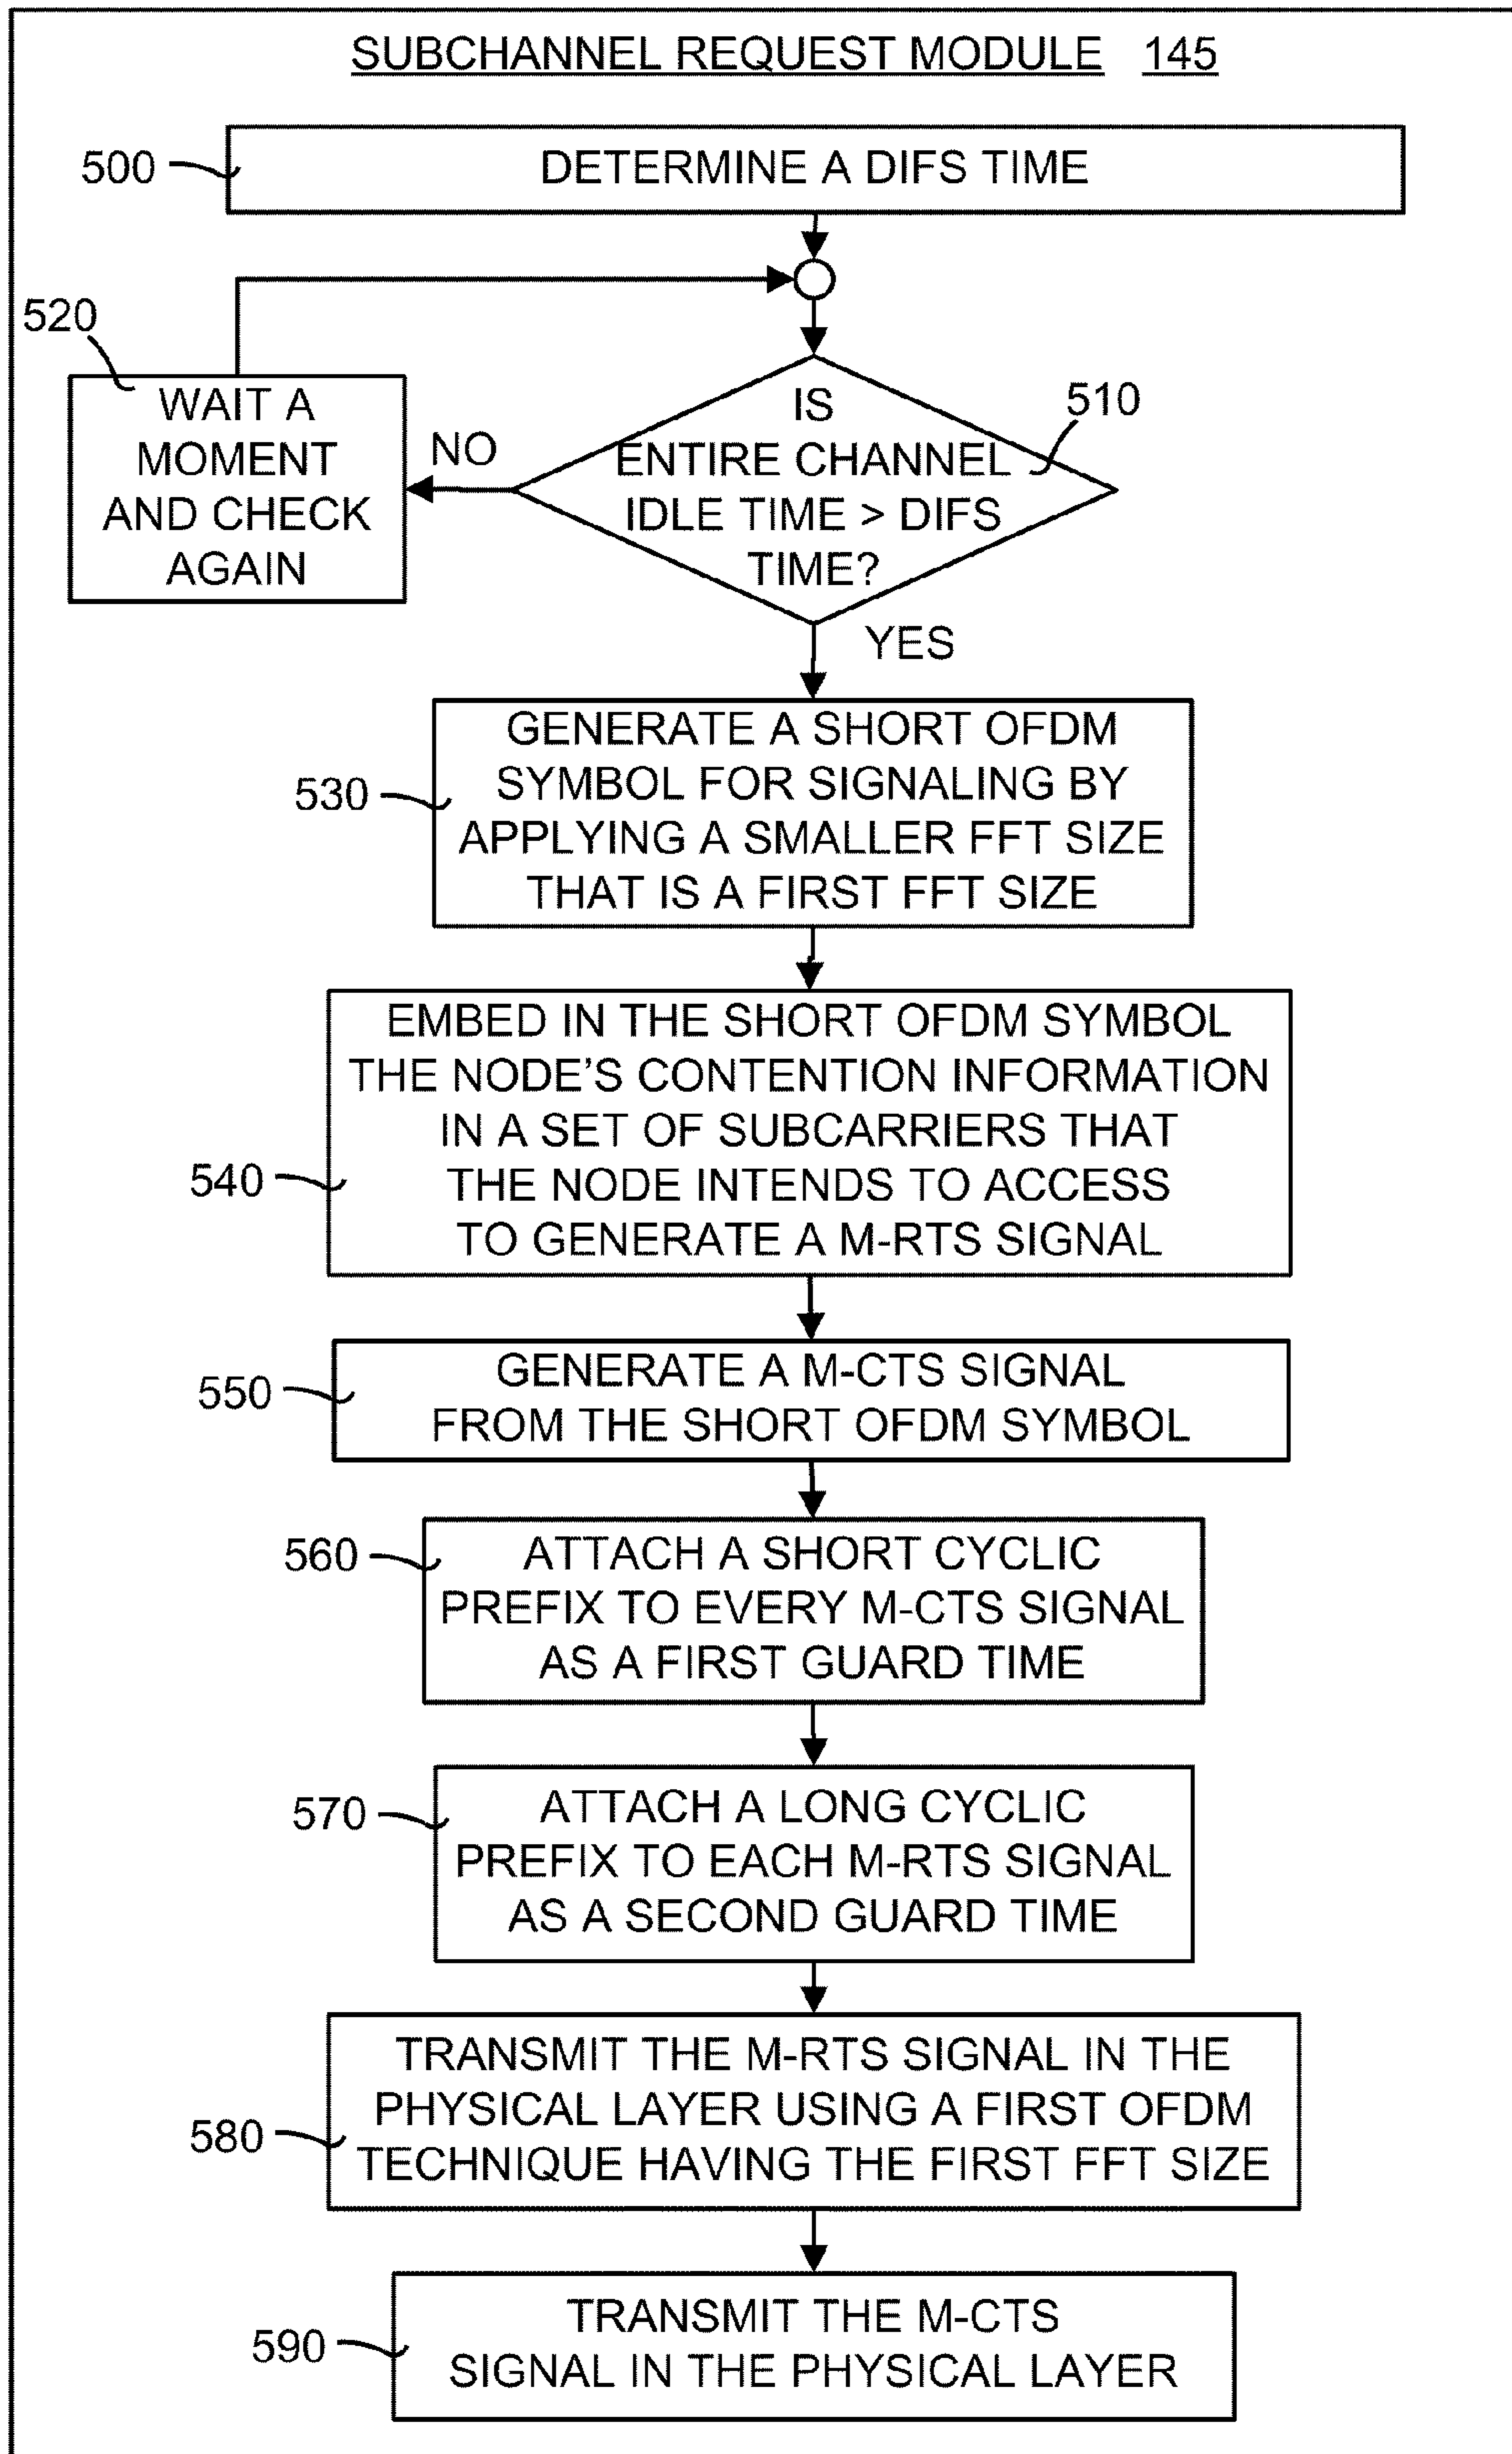 SUBCHANNEL REQUEST MODULE 145
500
DETERMINE A DIFS TIME
520
WAIT A
MOMENT
AND CHECK
AGAIN
NO
IS
ENTIRE CHANNEL
IDLE TIME > DIFS
TIME?
510
YES
530
GENERATE A SHORT OFDM
SYMBOL FOR SIGNALING BY
APPLYING A SMALLER FFT SIZE
THAT IS A FIRST FFT SIZE
540
EMBED IN THE SHORT OFDM SYMBOL
THE NODE'S CONTENTION INFORMATION
IN A SET OF SUBCARRIERS THAT
THE NODE INTENDS TO ACCESS
TO GENERATE A M-RTS SIGNAL
550
GENERATE A M-CTS SIGNAL
FROM THE SHORT OFDM SYMBOL
560
ATTACH A SHORT CYCLIC
PREFIX TO EVERY M-CTS SIGNAL
AS A FIRST GUARD TIME
570
ATTACH A LONG CYCLIC
PREFIX TO EACH M-RTS SIGNAL
AS A SECOND GUARD TIME
580
TRANSMIT THE M-RTS SIGNAL IN THE
PHYSICAL LAYER USING A FIRST OFDM
TECHNIQUE HAVING THE FIRST FFT SIZE
590
TRANSMIT THE M-CTS
SIGNAL IN THE PHYSICAL LAYER